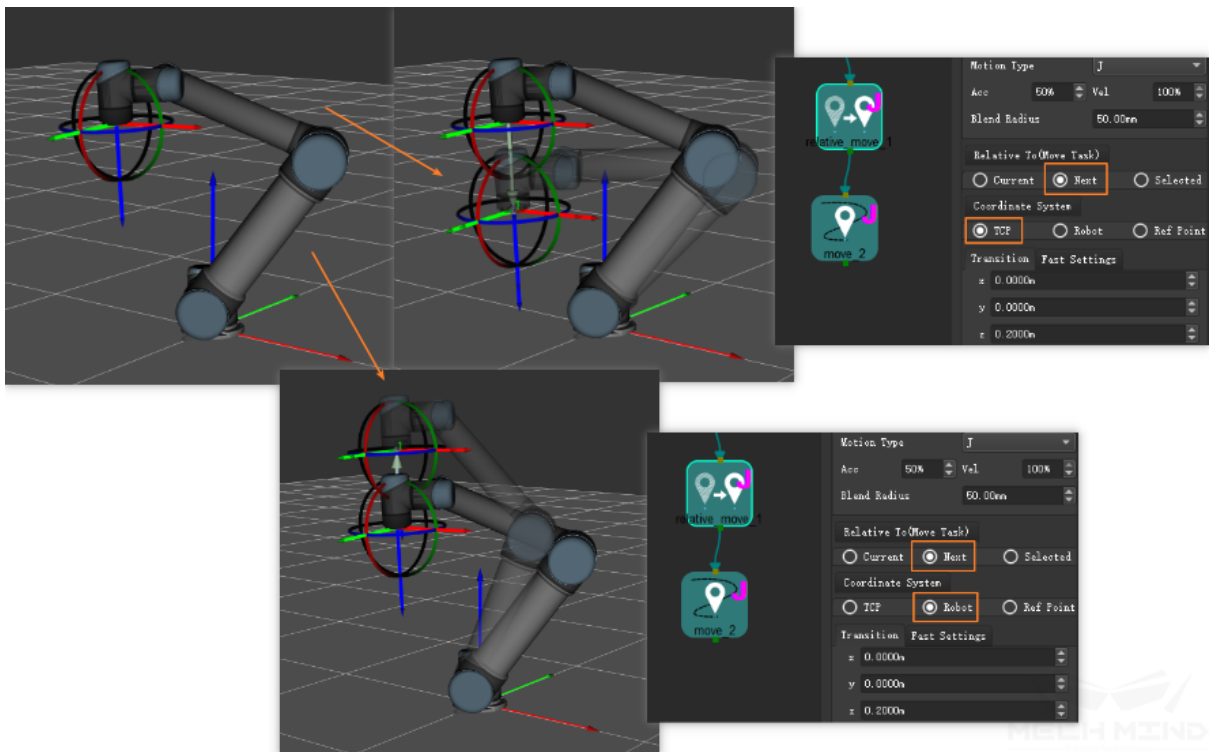 Motion Type J
Acc 50% Vel 100%
Blend Radius 50.00mm
relative_move_1
Relative To(Move Task)
Current Next Selected
Coordinate System
TCP Robot Ref Point
move_2
Transition Fast Settings
x 0.0000m
y 0.0000m
z 0.2000m
Motion Type J
Acc 50% Vel 100%
Blend Radius 50.00mm
relative_move_1
Relative To(Move Task)
Current Next Selected
Coordinate System
TCP Robot Ref Point
move_2
Transition Fast Settings
x 0.0000m
y 0.0000m
z 0.2000m
MECH MIND